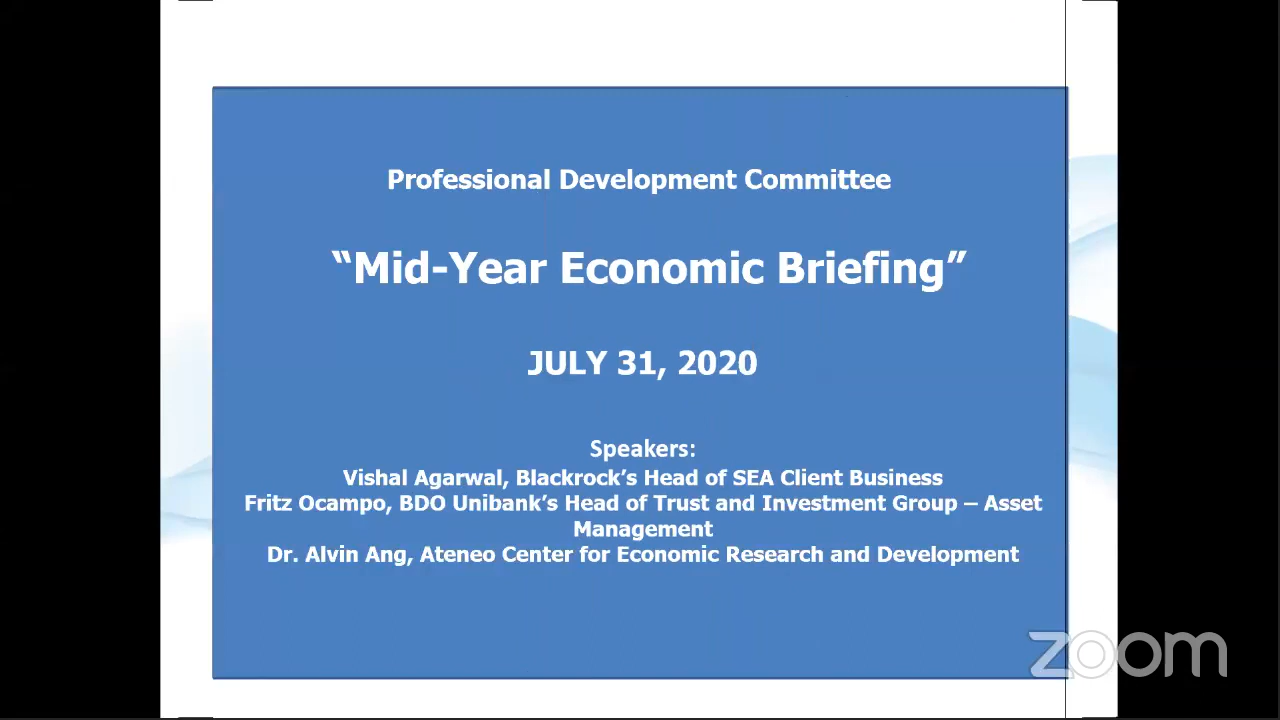 Professional Development Committee
“Mid-Year Economic Briefing”
JULY 31, 2020
Speakers:
Vishal Agarwal, Blackrock’s Head of SEA Client Business
Fritz Ocampo, BDO Unibank’s Head of Trust and Investment Group – Asset
Management
Dr. Alvin Ang, Ateneo Center for Economic Research and Development
zoom